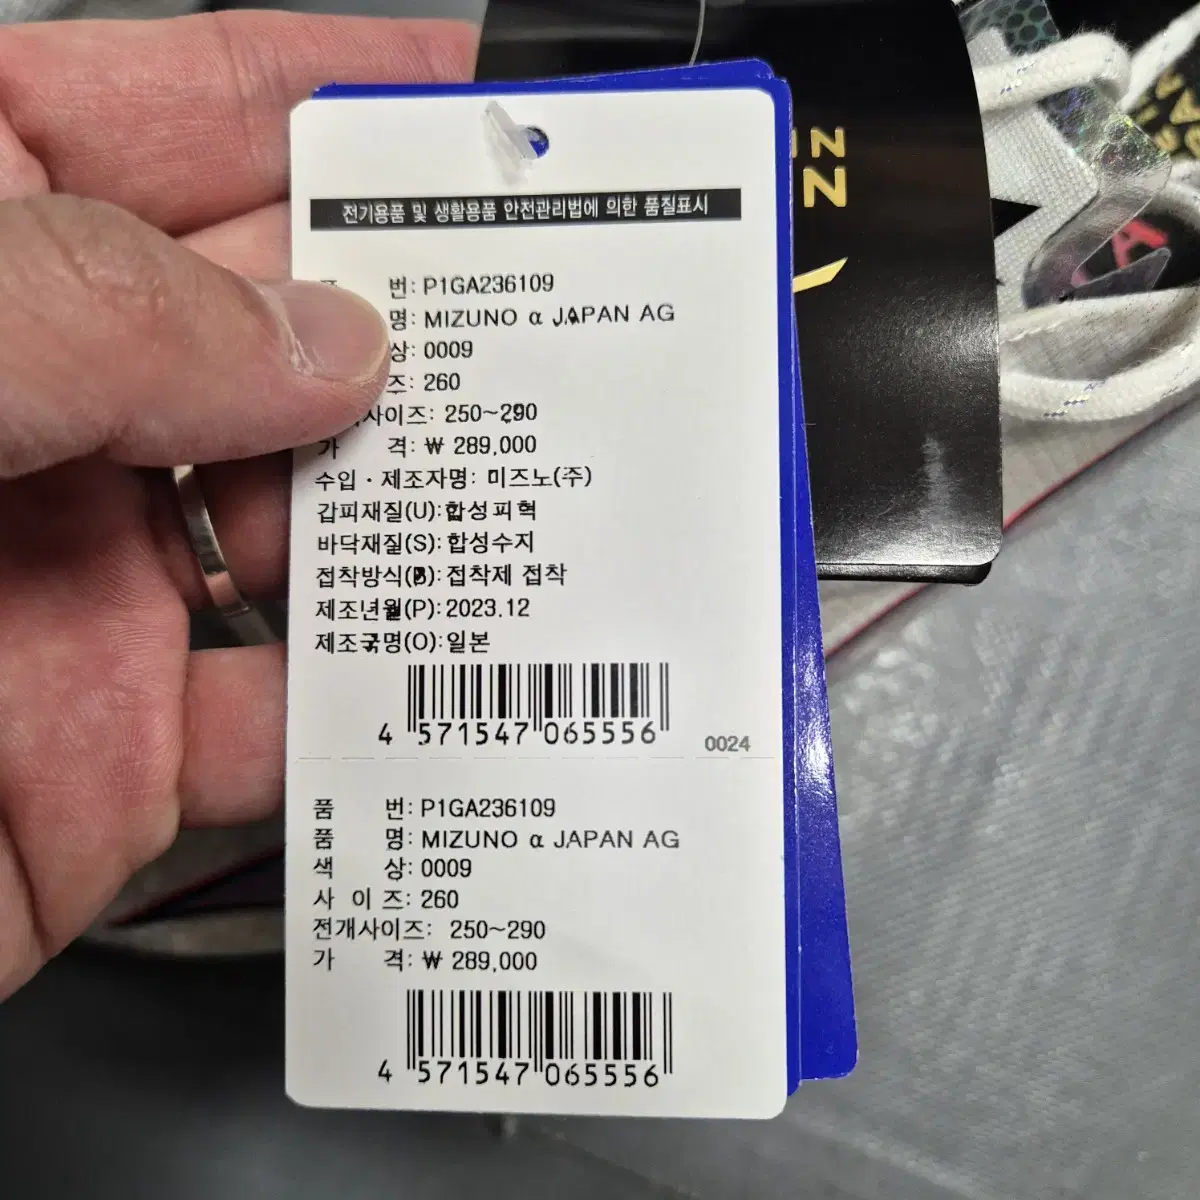 전기용품 및 생활용품 안전관리법에 의한 품질표시
번: P1GA236109
명: MIZUNO α JAPAN AG
상: 0009
즈: 260
사이즈: 250~290
가 격: ₩ 289,000
수입 · 제조자명: 미즈노(주)
갑피재질(U):합성피혁
바닥재질(S): 합성수지
접착방식(B): 접착제 접착
제조년월(P): 2023.12
제조국명(O): 일본
4 571547 065556
0024
품 번: P1GA236109
품 명: MIZUNO α JAPAN AG
색 상: 0009
사 이 즈: 260
전개사이즈: 250~290
가 격: ₩ 289,000
4 571547 065556